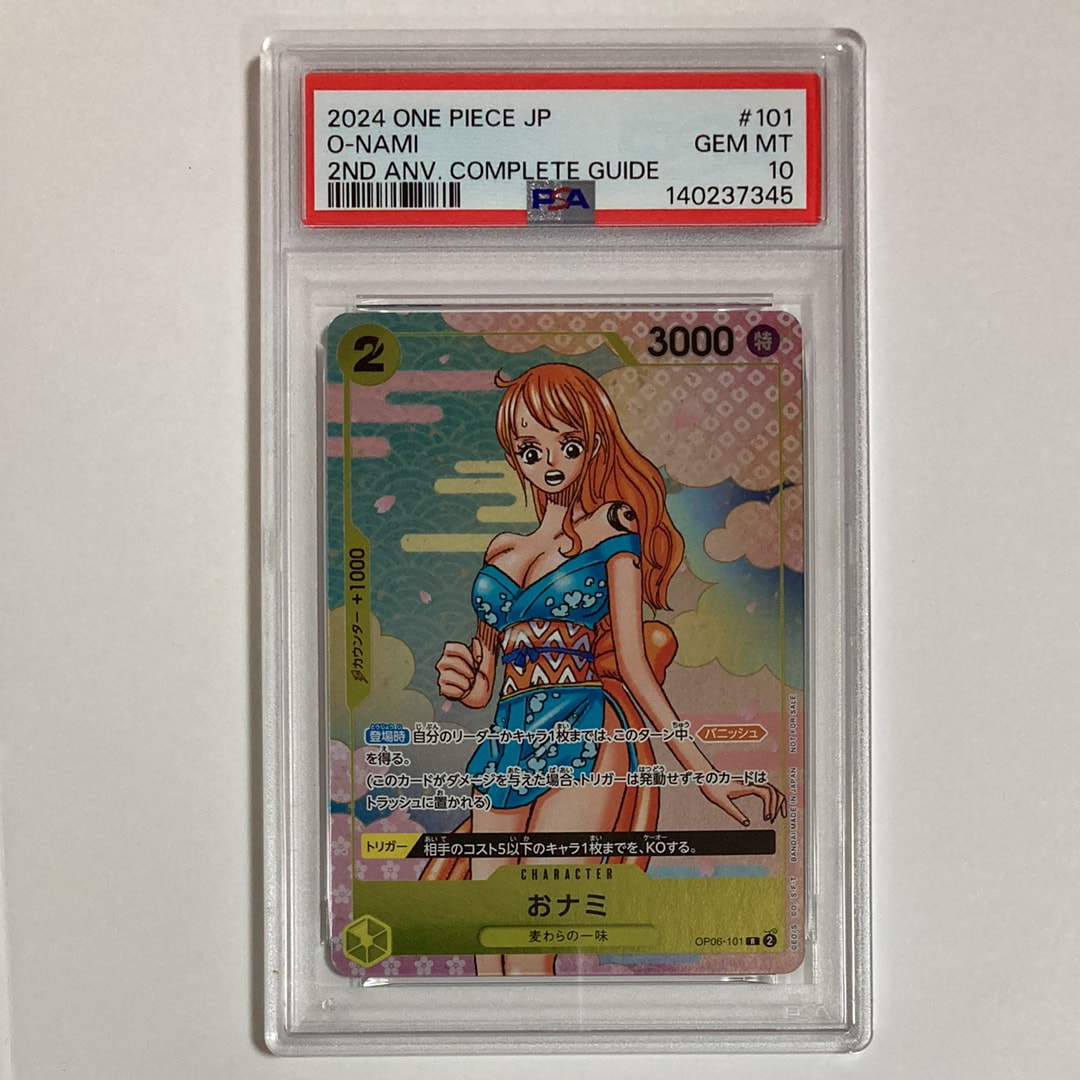 2024 ONE PIECE JP #101
O-NAMI GEM MT
2ND ANV. COMPLETE GUIDE 10
PSA 140237345
2 3000 特
カウンター +1000
登場時 自分のリーダーかキャラ1枚までは、このターン中、バニッシュ
を得る。
(このカードがダメージを与えた場合、トリガーは発動せずそのカードは
トラッシュに置かれる)
トリガー 相手のコスト5以下のキャラ1枚までを、KOする。
CHARACTER
おナミ
麦わらの一味
OP06-101 R 2
BANDAI MADE IN JAPAN NOT FOR SALE